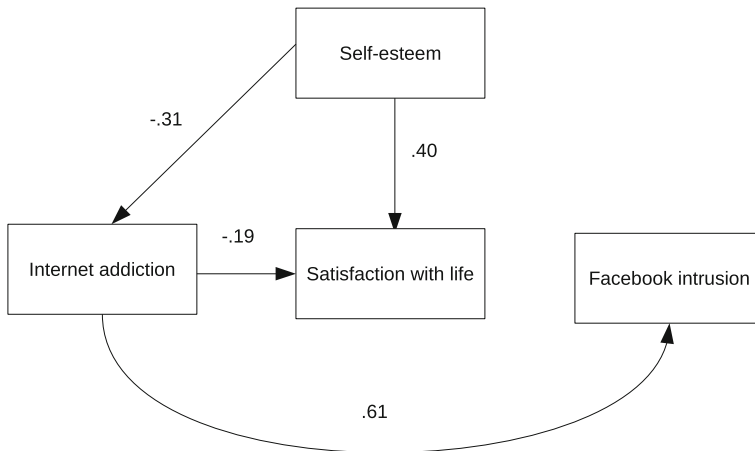 Self-esteem
-.31
.40
-.19
Internet addiction
Satisfaction with life
Facebook intrusion
.61